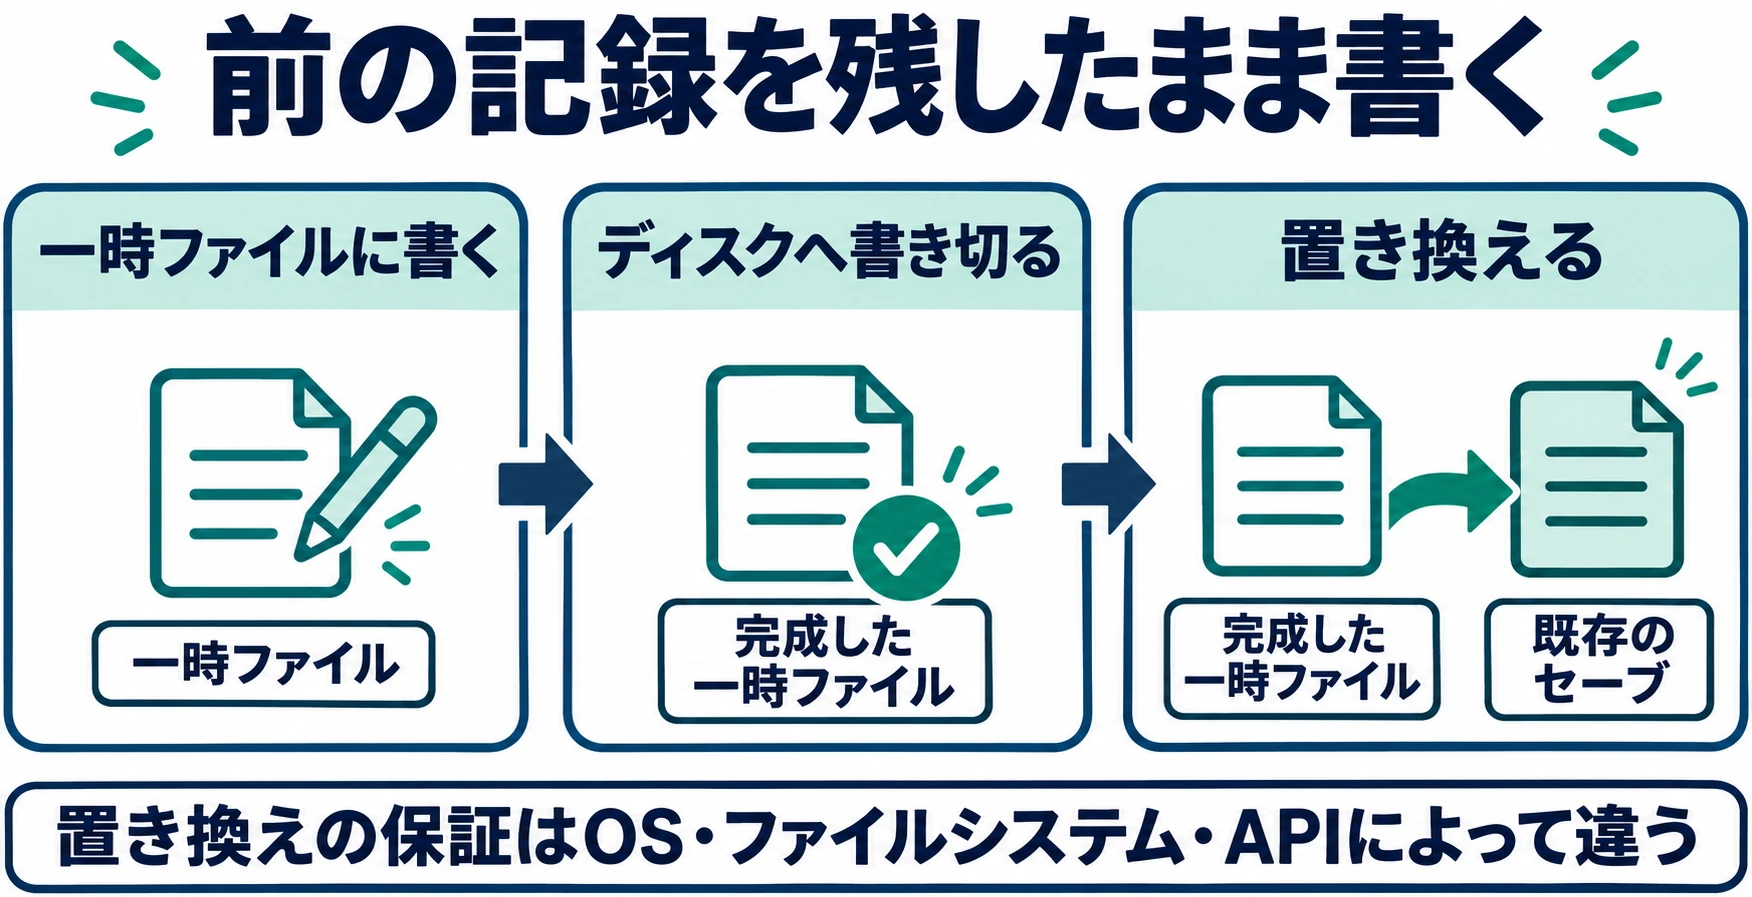 前の記録を残したまま書く
一時ファイルに書く
一時ファイル
ディスクへ書き切る
完成した
一時ファイル
置き換える
完成した
一時ファイル
既存の
セーブ
置き換えの保証はOS・ファイルシステム・APIによって違う